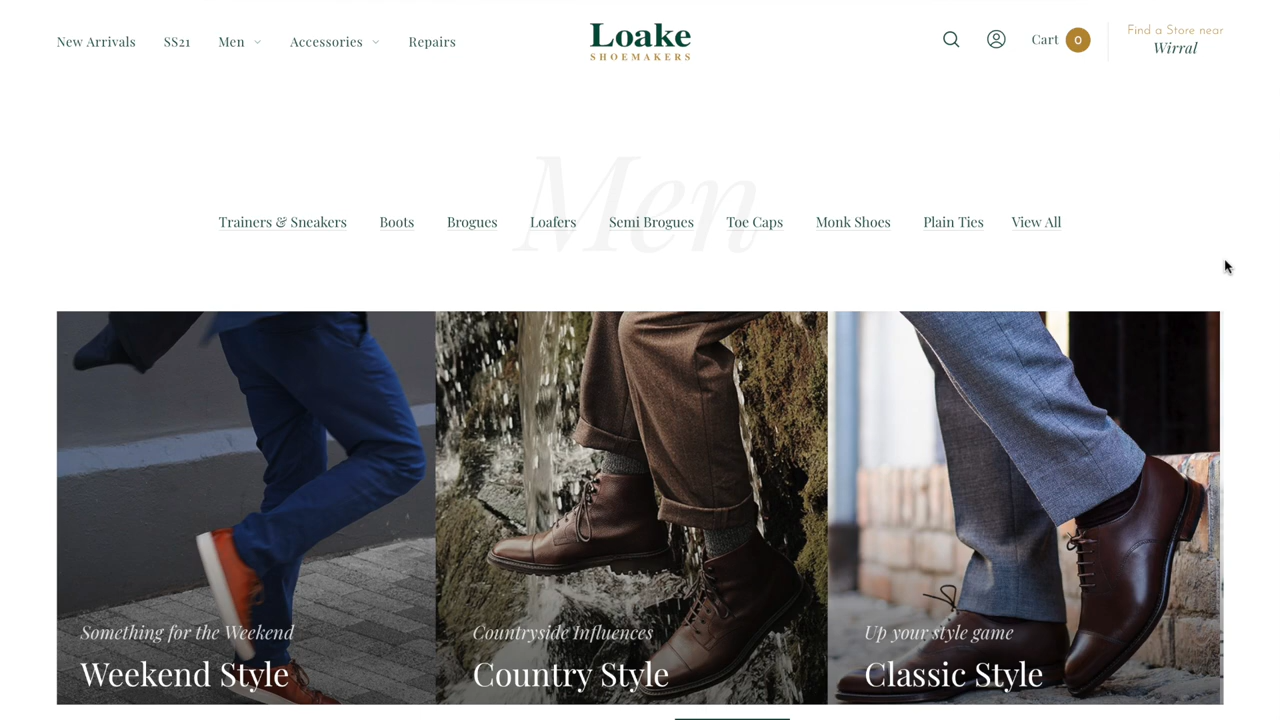 New Arrivals SS21 Men Accessories Repairs
Loake
SHOEMAKERS
Cart 0
Find a Store near
Wirral
Men
Trainers & Sneakers Boots Brogues Loafers Semi Brogues Toe Caps Monk Shoes Plain Ties View All
Something for the Weekend
Weekend Style
Countryside Influences
Country Style
Up your style game
Classic Style